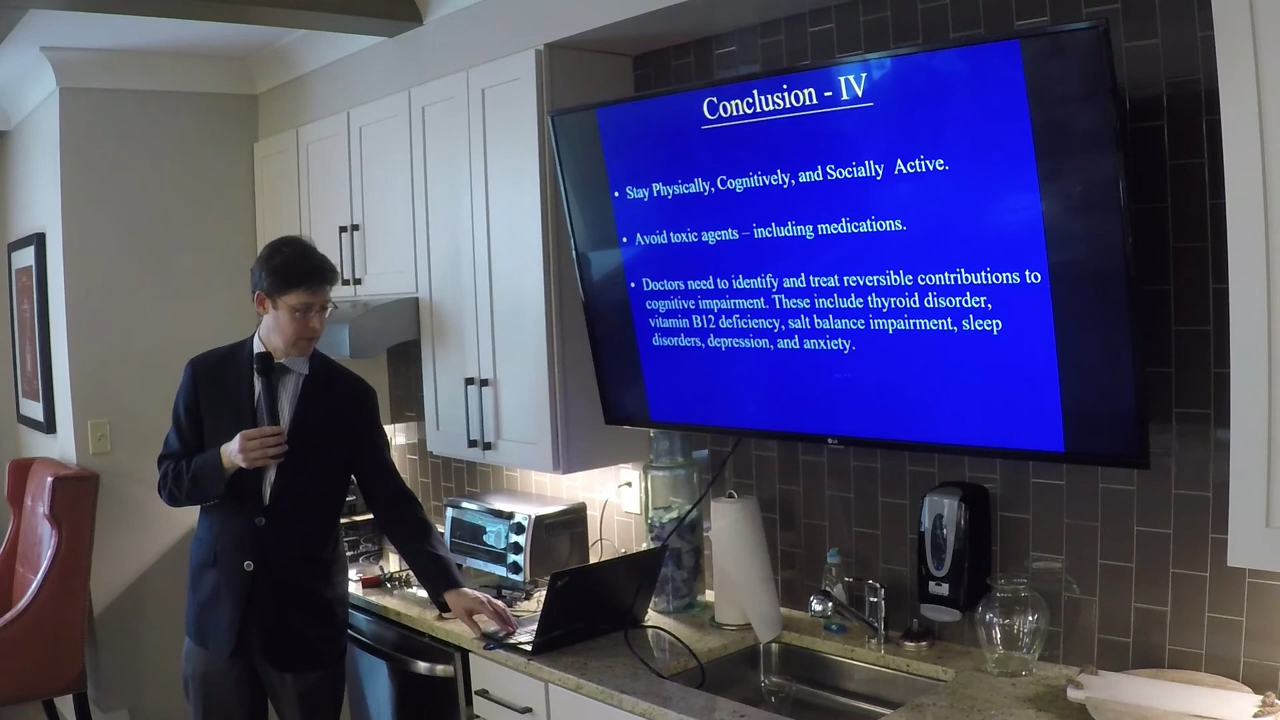 Conclusion - IV
• Stay Physically, Cognitively, and Socially Active.
• Avoid toxic agents – including medications.
• Doctors need to identify and treat reversible contributions to
cognitive impairment. These include thyroid disorder,
vitamin B12 deficiency, salt balance impairment, sleep
disorders, depression, and anxiety.
LG